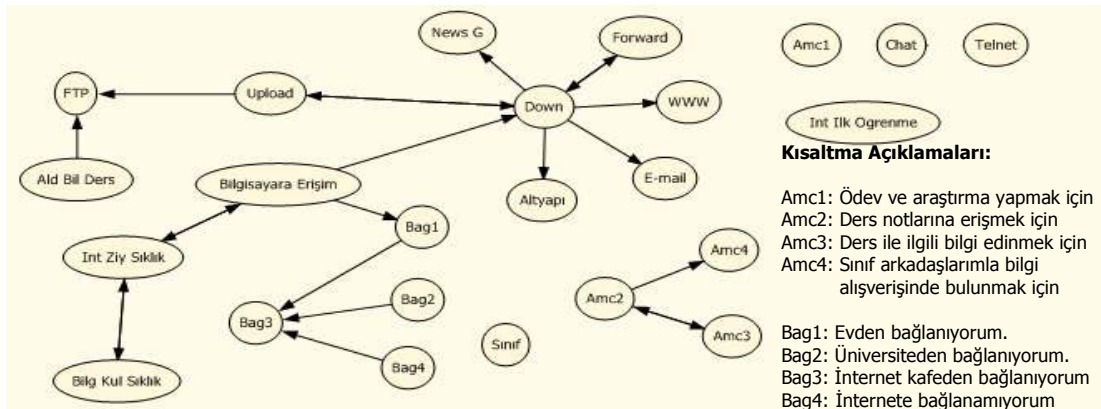 News G
Forward
Amc1
Chat
Telnet
FTP
Upload
Down
WWW
Int Ilk Ogrenme
Ald Bil Ders
Bilgisayara Erişim
Altyapı
E-mail
Int Ziy Sıklık
Bag1
Amc4
Bag2
Amc2
Bag3
Sınıf
Amc3
Bag4
Bilg Kul Sıklık
Kısaltma Açıklamaları:
Amc1: Ödev ve araştırma yapmak için
Amc2: Ders notlarına erişmek için
Amc3: Ders ile ilgili bilgi edinmek için
Amc4: Sınıf arkadaşlarımla bilgi
alışverişinde bulunmak için
Bag1: Evden bağlanıyorum.
Bag2: Üniversiteden bağlanıyorum.
Bag3: İnternet kafeden bağlanıyorum
Bag4: İnternete bağlanamıyorum